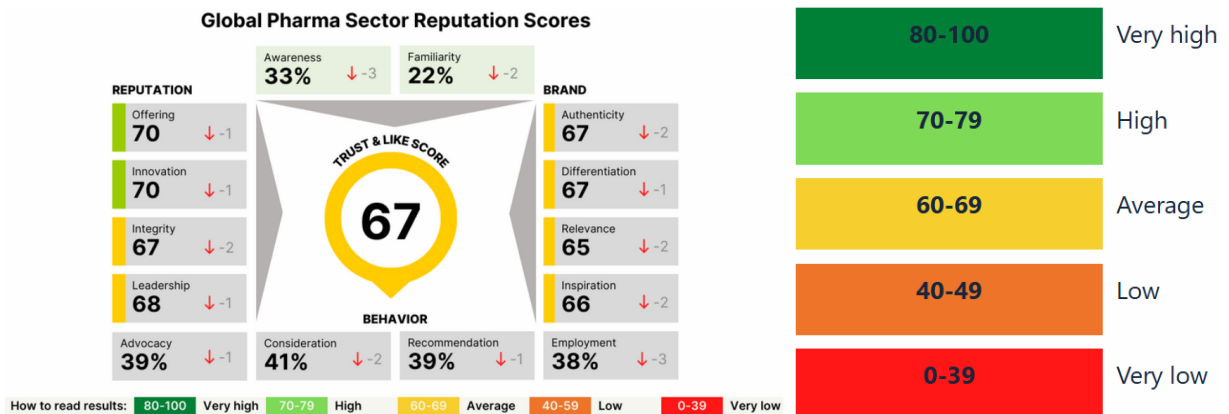 Global Pharma Sector Reputation Scores
Awareness
33% ↓ -3
Familiarity
22% ↓ -2
REPUTATION
Offering
70 ↓ -1
Innovation
70 ↓ -1
Integrity
67 ↓ -2
Leadership
68 ↓ -1
TRUST & LIKE SCORE
67
BRAND
Authenticity
67 ↓ -2
Differentiation
67 ↓ -1
Relevance
65 ↓ -2
Inspiration
66 ↓ -2
BEHAVIOR
Advocacy
39% ↓ -1
Consideration
41% ↓ -2
Recommendation
39% ↓ -1
Employment
38% ↓ -3
How to read results: 80-100 Very high 70-79 High 60-69 Average 40-59 Low 0-39 Very low
80-100 Very high
70-79 High
60-69 Average
40-49 Low
0-39 Very low